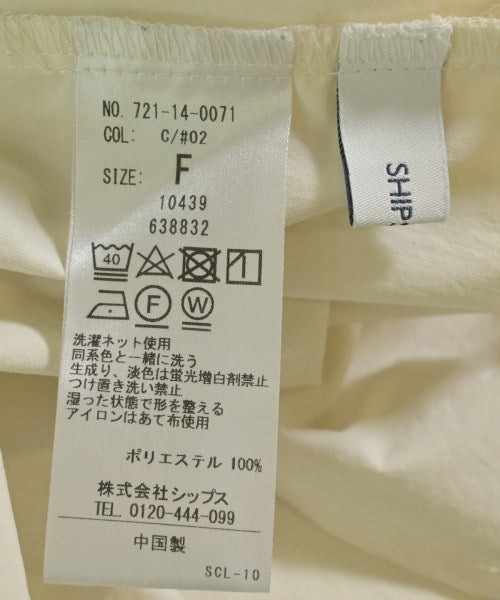 NO. 721-14-0071
COL: C/#02
SIZE: F
10439
638832
40
F W
洗濯ネット使用
同系色と一緒に洗う
生成り、淡色は蛍光増白剤禁止
つけ置き洗い禁止
湿った状態で形を整える
アイロンはあて布使用
ポリエステル 100%
株式会社シップス
TEL. 0120-444-099
中国製
SCL-10
SHIPS